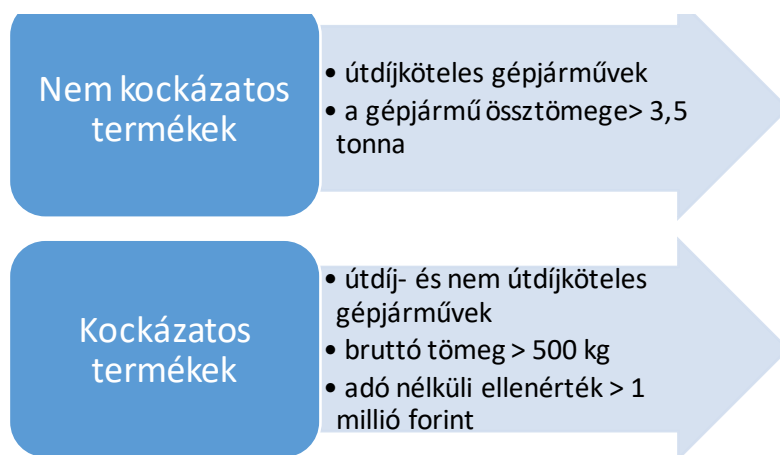 Nem kockázatos
termékek
• útdíjköteles gépjárművek
• a gépjármű össztömege> 3,5
tonna
Kockázatos
termékek
• útdíj- és nem útdíjköteles
gépjárművek
• bruttó tömeg > 500 kg
• adó nélküli ellenérték > 1
millió forint